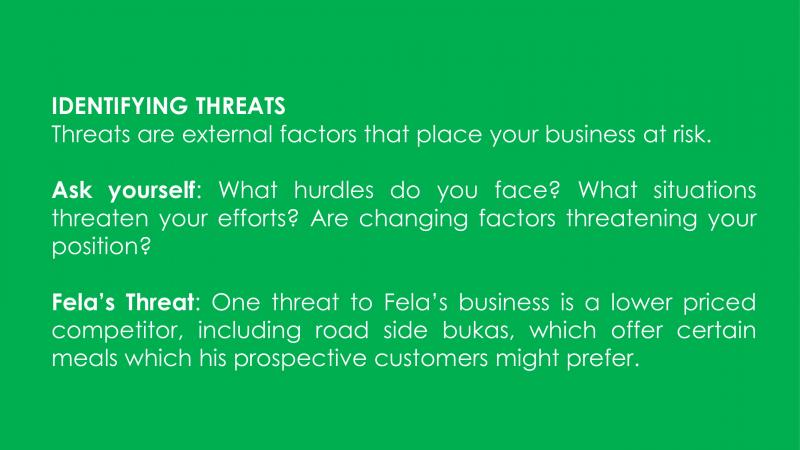 IDENTIFYING THREATS
Threats are external factors that place your business at risk.
Ask yourself: What hurdles do you face? What situations
threaten your efforts? Are changing factors threatening your
position?
Fela's Threat: One threat to Fela's business is a lower priced
competitor, including road side bukas, which offer certain
meals which his prospective customers might prefer.